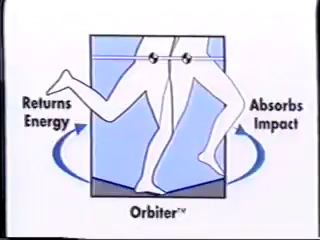 Returns
Energy
Absorbs
Impact
Orbiter™